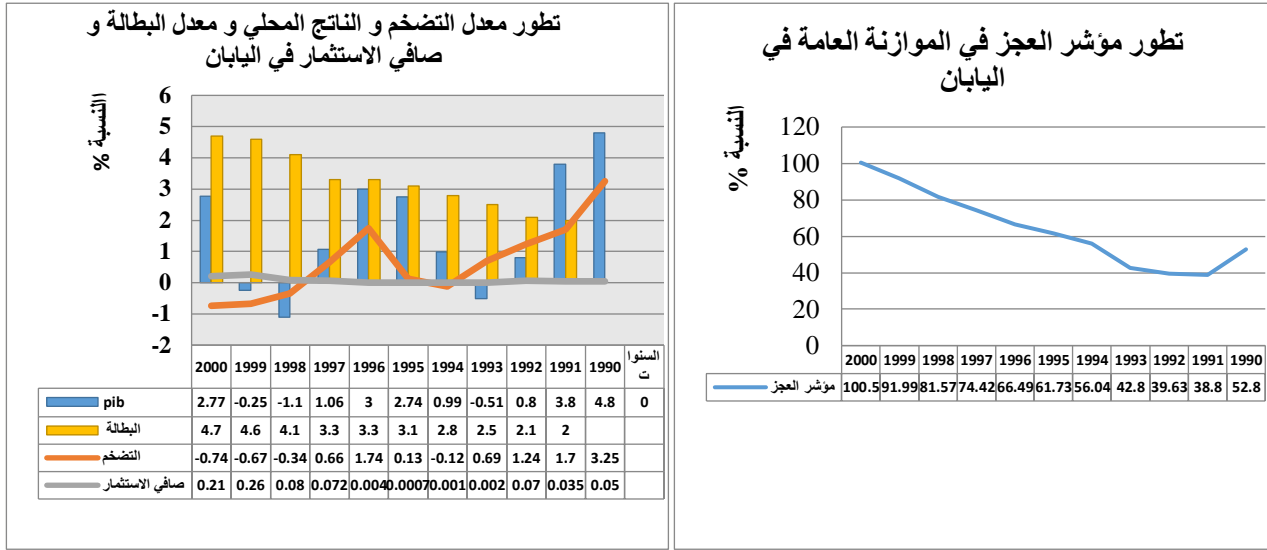 تطور معدل التضخم و الناتج المحلي و معدل البطالة و
صافي الاستثمار في اليابان
االنسبة %
6
5
4
3
2
1
0
-1
-2
2000 1999 1998 1997 1996 1995 1994 1993 1992 1991 1990 السنوا
ت
pib 2.77 -0.25 -1.1 1.06 3 2.74 0.99 -0.51 0.8 3.8 4.8 0
البطالة 4.7 4.6 4.1 3.3 3.3 3.1 2.8 2.5 2.1 2
التضخم -0.74 -0.67 -0.34 0.66 1.74 0.13 -0.12 0.69 1.24 1.7 3.25
صافي الاستثمار 0.21 0.26 0.08 0.072 0.004 0.0007 0.001 0.002 0.07 0.035 0.05
تطور مؤشر العجز في الموازنة العامة في
اليابان
النسبة %
120
100
80
60
40
20
0
2000 1999 1998 1997 1996 1995 1994 1993 1992 1991 1990
مؤشر العجز 100.5 91.99 81.57 74.42 66.49 61.73 56.04 42.8 39.63 38.8 52.8